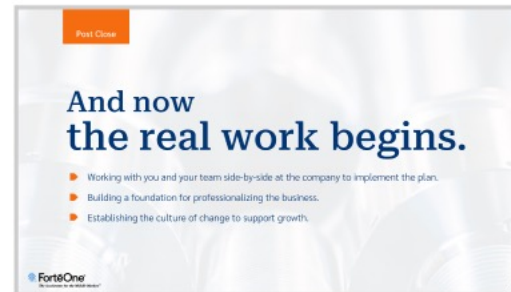 Post Close
And now
the real work begins.
Working with you and your team side-by-side at the company to implement the plan.
Building a foundation for professionalizing the business.
Establishing the culture of change to support growth.
FortéOne